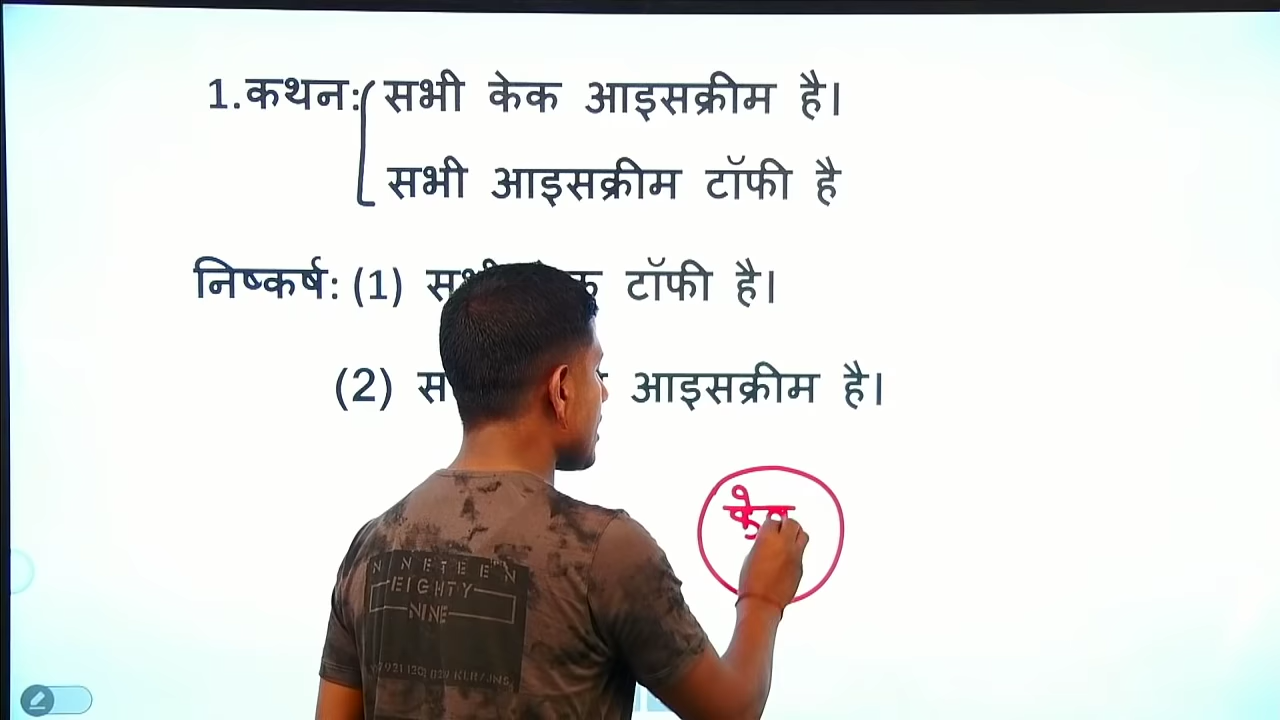 1.कथन: सभी केक आइसक्रीम है।
सभी आइसक्रीम टॉफी है
निष्कर्ष: (1) टॉफी है।
(2) आइसक्रीम है।
NINETEEN
EIGHTY
NINE